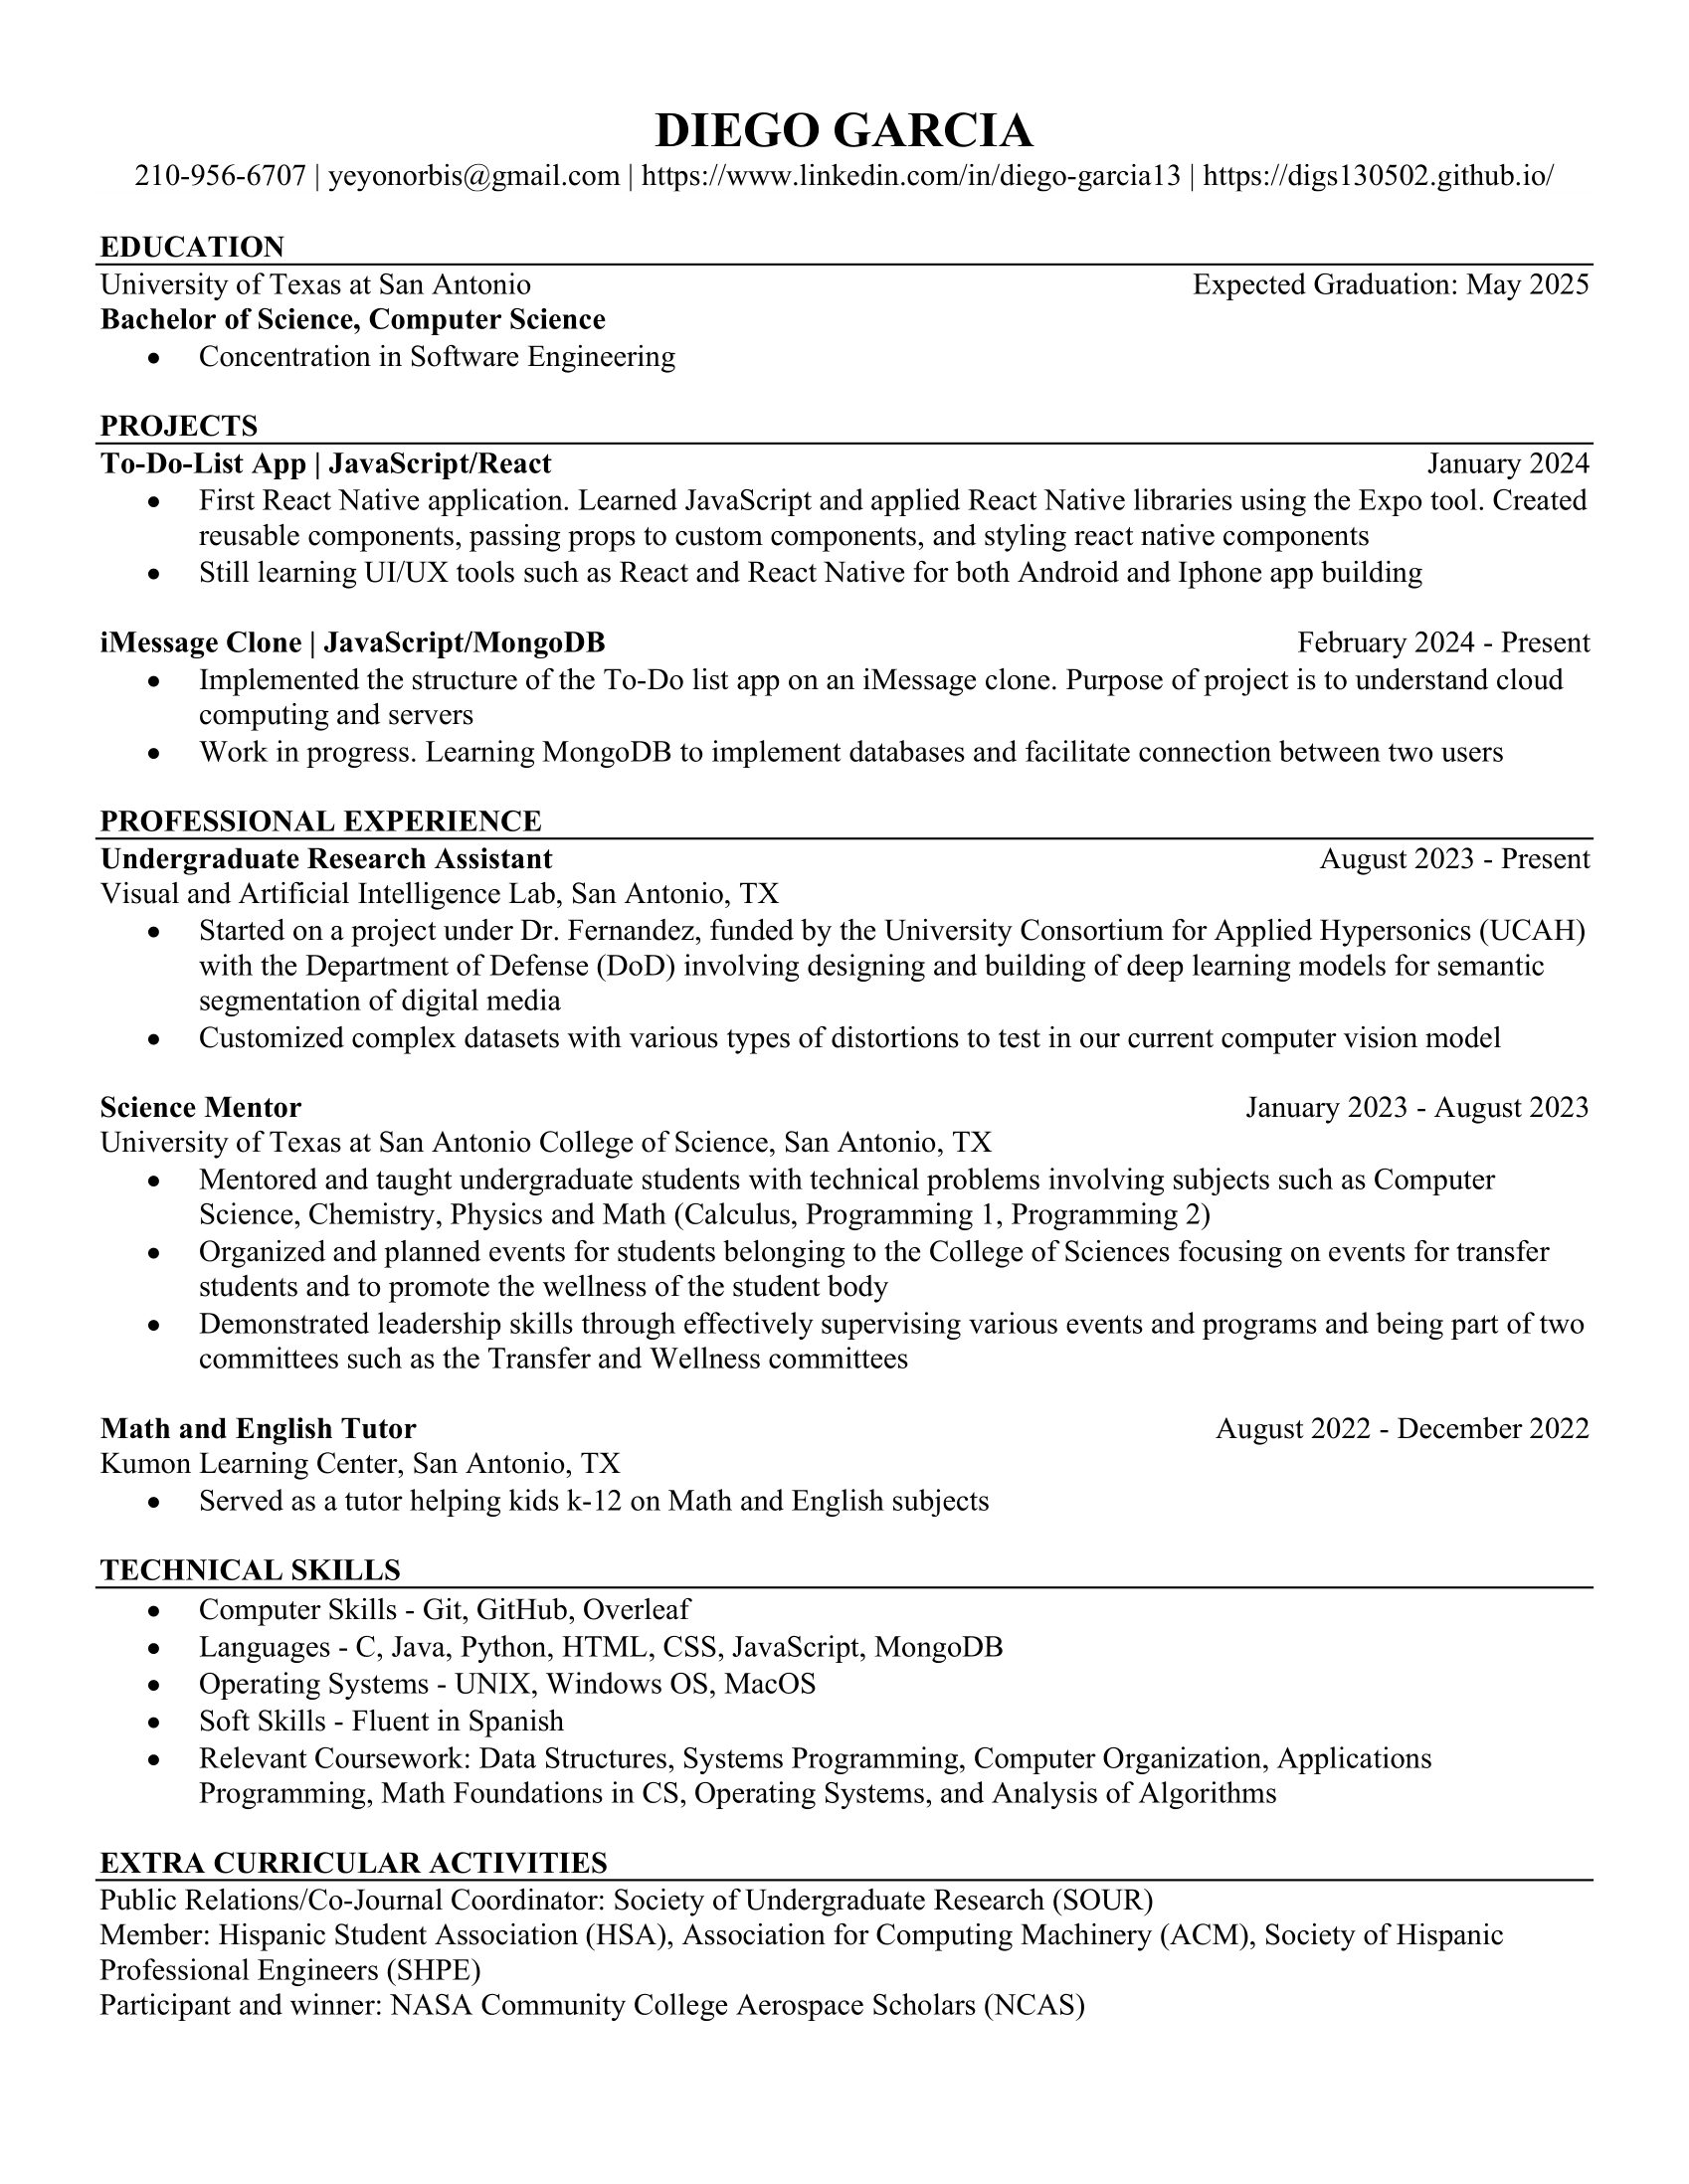 DIEGO GARCIA
210-956-6707 | yeyonorbis@gmail.com | https://www.linkedin.com/in/diego-garcia13 | https://digs130502.github.io/
EDUCATION
University of Texas at San Antonio Expected Graduation: May 2025
Bachelor of Science, Computer Science
• Concentration in Software Engineering
PROJECTS
To-Do-List App | JavaScript/React January 2024
• First React Native application. Learned JavaScript and applied React Native libraries using the Expo tool. Created
reusable components, passing props to custom components, and styling react native components
• Still learning UI/UX tools such as React and React Native for both Android and Iphone app building
iMessage Clone | JavaScript/MongoDB February 2024 - Present
• Implemented the structure of the To-Do list app on an iMessage clone. Purpose of project is to understand cloud
computing and servers
• Work in progress. Learning MongoDB to implement databases and facilitate connection between two users
PROFESSIONAL EXPERIENCE
Undergraduate Research Assistant August 2023 - Present
Visual and Artificial Intelligence Lab, San Antonio, TX
• Started on a project under Dr. Fernandez, funded by the University Consortium for Applied Hypersonics (UCAH)
with the Department of Defense (DoD) involving designing and building of deep learning models for semantic
segmentation of digital media
• Customized complex datasets with various types of distortions to test in our current computer vision model
Science Mentor January 2023 - August 2023
University of Texas at San Antonio College of Science, San Antonio, TX
• Mentored and taught undergraduate students with technical problems involving subjects such as Computer
Science, Chemistry, Physics and Math (Calculus, Programming 1, Programming 2)
• Organized and planned events for students belonging to the College of Sciences focusing on events for transfer
students and to promote the wellness of the student body
• Demonstrated leadership skills through effectively supervising various events and programs and being part of two
committees such as the Transfer and Wellness committees
Math and English Tutor August 2022 - December 2022
Kumon Learning Center, San Antonio, TX
• Served as a tutor helping kids k-12 on Math and English subjects
TECHNICAL SKILLS
• Computer Skills - Git, GitHub, Overleaf
• Languages - C, Java, Python, HTML, CSS, JavaScript, MongoDB
• Operating Systems - UNIX, Windows OS, MacOS
• Soft Skills - Fluent in Spanish
• Relevant Coursework: Data Structures, Systems Programming, Computer Organization, Applications
Programming, Math Foundations in CS, Operating Systems, and Analysis of Algorithms
EXTRA CURRICULAR ACTIVITIES
Public Relations/Co-Journal Coordinator: Society of Undergraduate Research (SOUR)
Member: Hispanic Student Association (HSA), Association for Computing Machinery (ACM), Society of Hispanic
Professional Engineers (SHPE)
Participant and winner: NASA Community College Aerospace Scholars (NCAS)